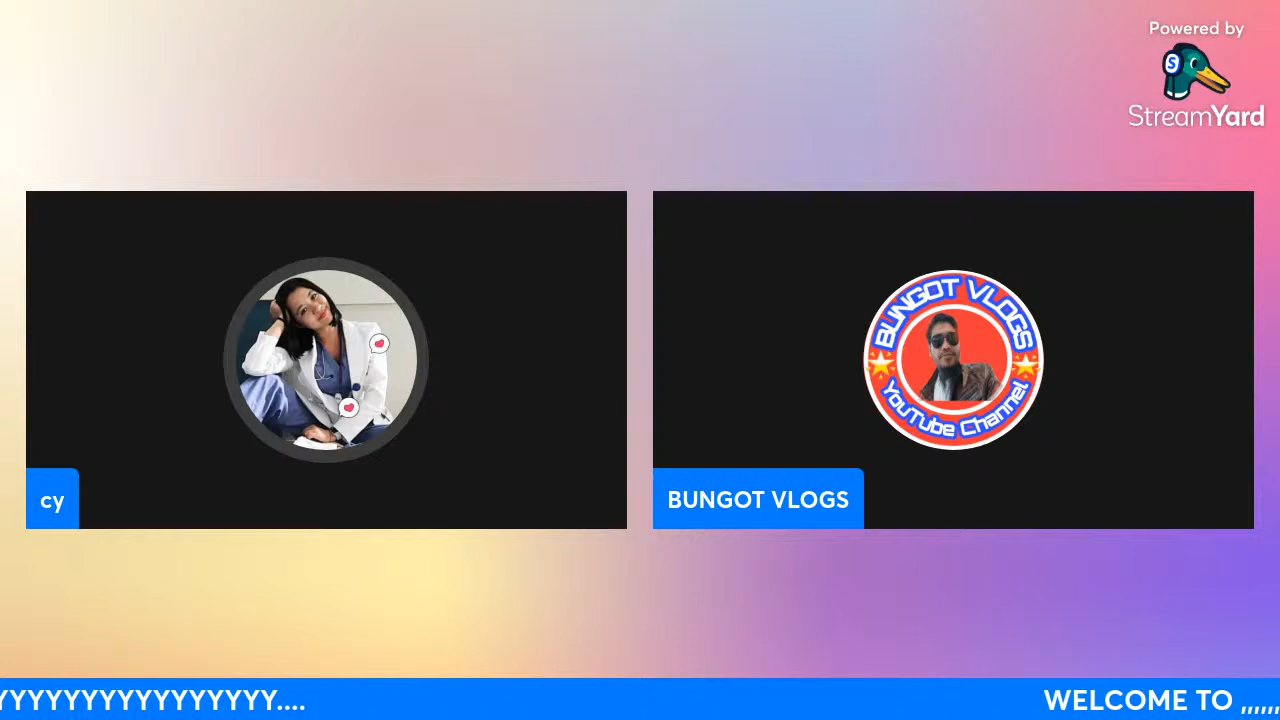 Powered by
S
StreamYard
BUNGOT VLOGS
YouTube Channel
cy
BUNGOT VLOGS
YYYYYYYYYYYYYYYY....
WELCOME TO ,,,,,,